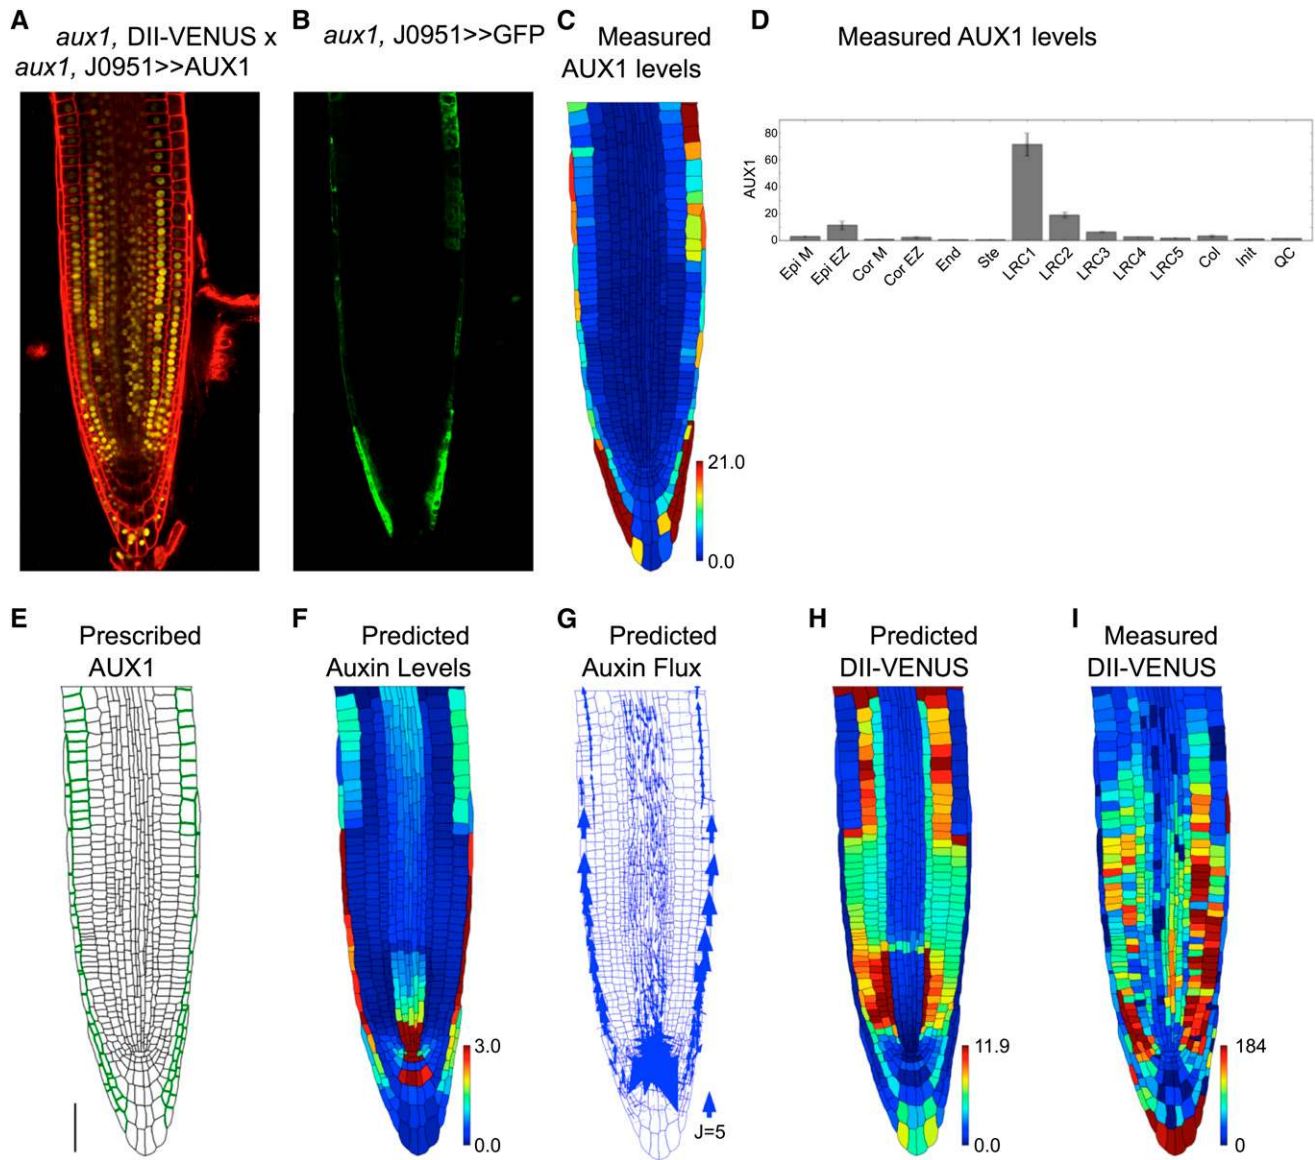 A
aux1, DII-VENUS x
aux1, J0951>>AUX1
B
aux1, J0951>>GFP
C
Measured
AUX1 levels
21.0
0.0
D
Measured AUX1 levels
AUX1
80
60
40
20
0
Epi M
Epi EZ
Cor M
Cor EZ
End
Ste
LRC1
LRC2
LRC3
LRC4
LRC5
Col
Init
QC
E
Prescribed
AUX1
F
Predicted
Auxin Levels
3.0
0.0
G
Predicted
Auxin Flux
J=5
H
Predicted
DII-VENUS
11.9
0.0
I
Measured
DII-VENUS
184
0